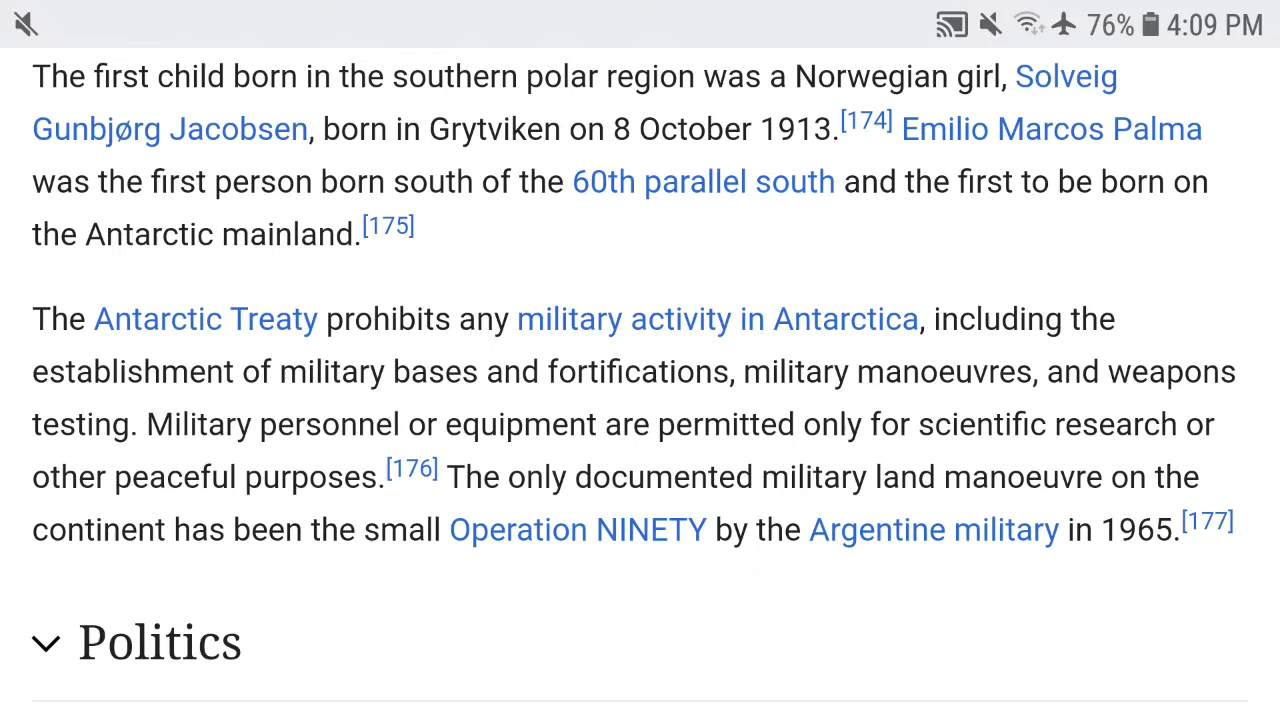 76% 4:09 PM
The first child born in the southern polar region was a Norwegian girl, Solveig
Gunbjørg Jacobsen, born in Grytviken on 8 October 1913.[174] Emilio Marcos Palma
was the first person born south of the 60th parallel south and the first to be born on
the Antarctic mainland.[175]
The Antarctic Treaty prohibits any military activity in Antarctica, including the
establishment of military bases and fortifications, military manoeuvres, and weapons
testing. Military personnel or equipment are permitted only for scientific research or
other peaceful purposes.[176] The only documented military land manoeuvre on the
continent has been the small Operation NINETY by the Argentine military in 1965.[177]
Politics